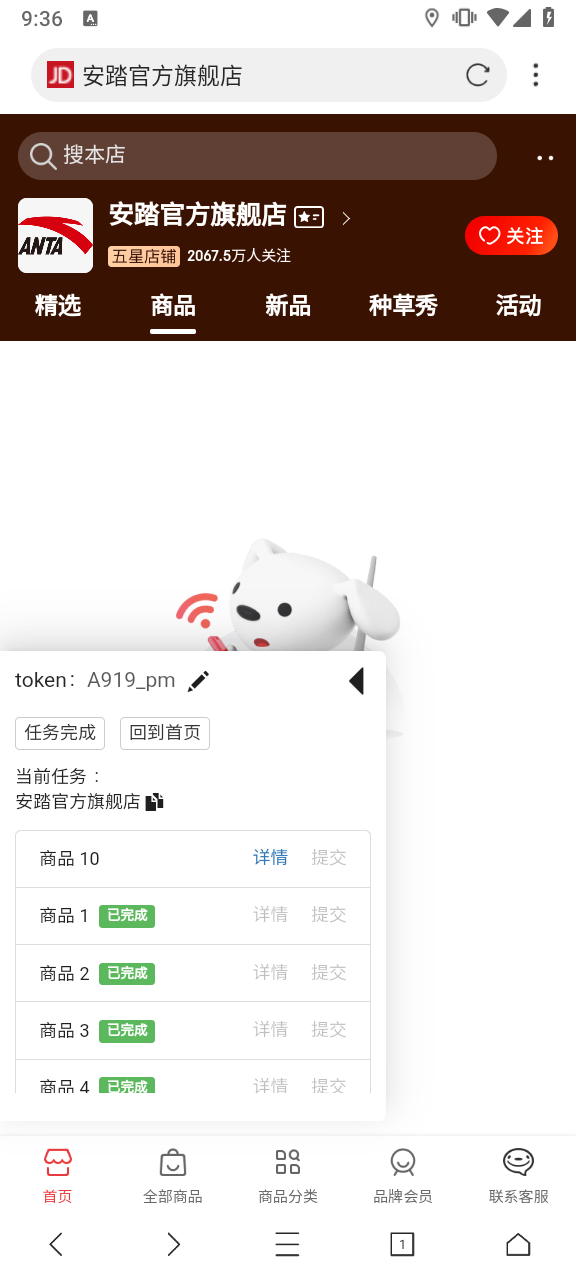 9:36
A
JD 安踏官方旗舰店
搜本店
ANTA
安踏官方旗舰店
五星店铺 2067.5万人关注
关注
精选 商品 新品 种草秀 活动
token: A919_pm
任务完成 回到首页
当前任务：
安踏官方旗舰店
商品 10 详情 提交
商品 1 已完成 详情 提交
商品 2 已完成 详情 提交
商品 3 已完成 详情 提交
商品 4 已完成 详情 提交
首页 全部商品 商品分类 品牌会员 联系客服
1